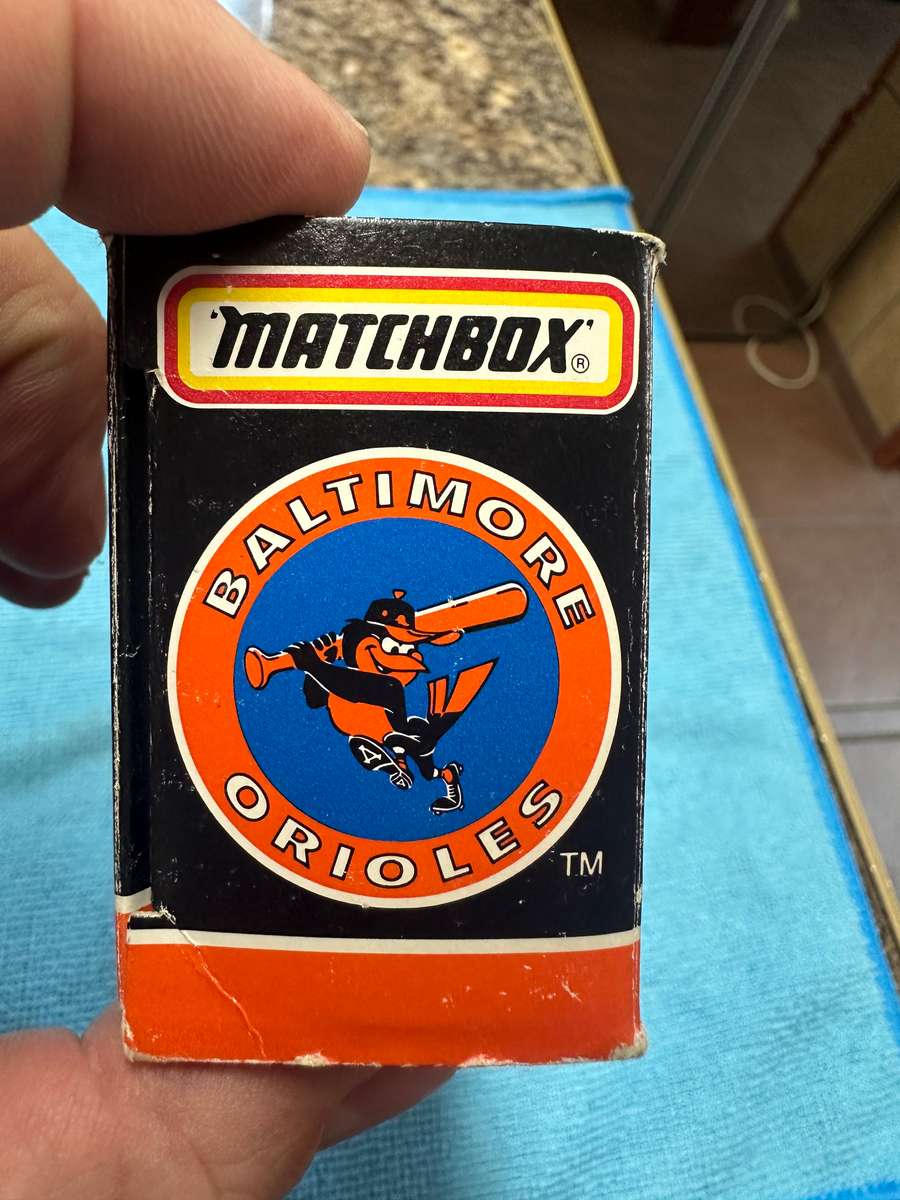 'MATCHBOX'®
BALTIMORE
ORIOLES
TM